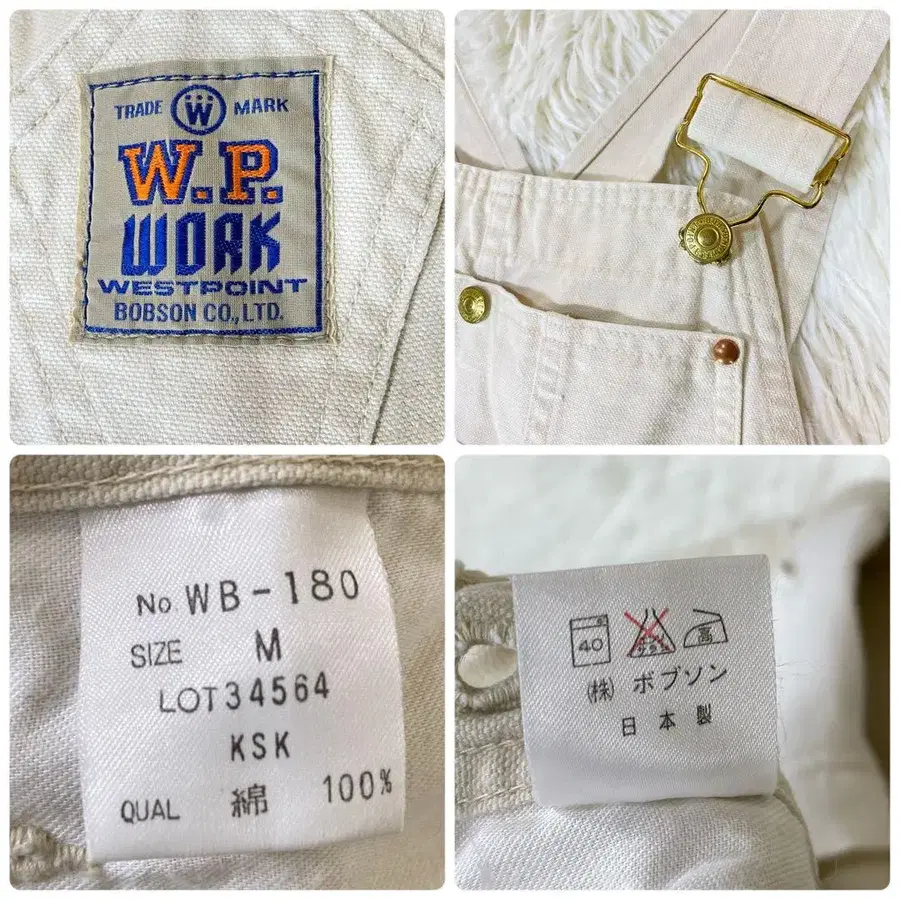 TRADE W MARK
W.P.
WORK
WESTPOINT
BOBSON CO.,LTD.
No WB-180
SIZE M
LOT 34564
KSK
QUAL 綿 100%
40 高
(株) ボブソン
日本製